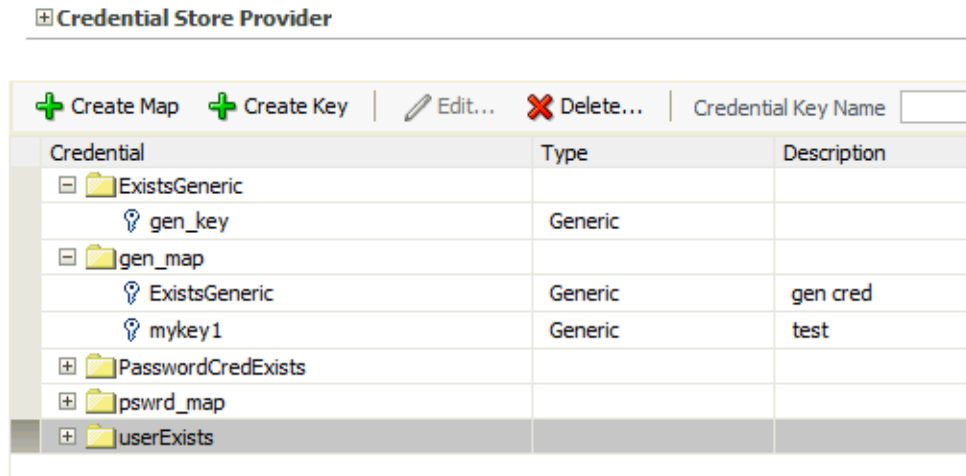 Credential Store Provider
Create Map Create Key Edit... Delete... Credential Key Name
Credential Type Description
ExistsGeneric
gen_key Generic
gen_map
ExistsGeneric Generic gen cred
mykey1 Generic test
PasswordCredExists
pswrd_map
userExists